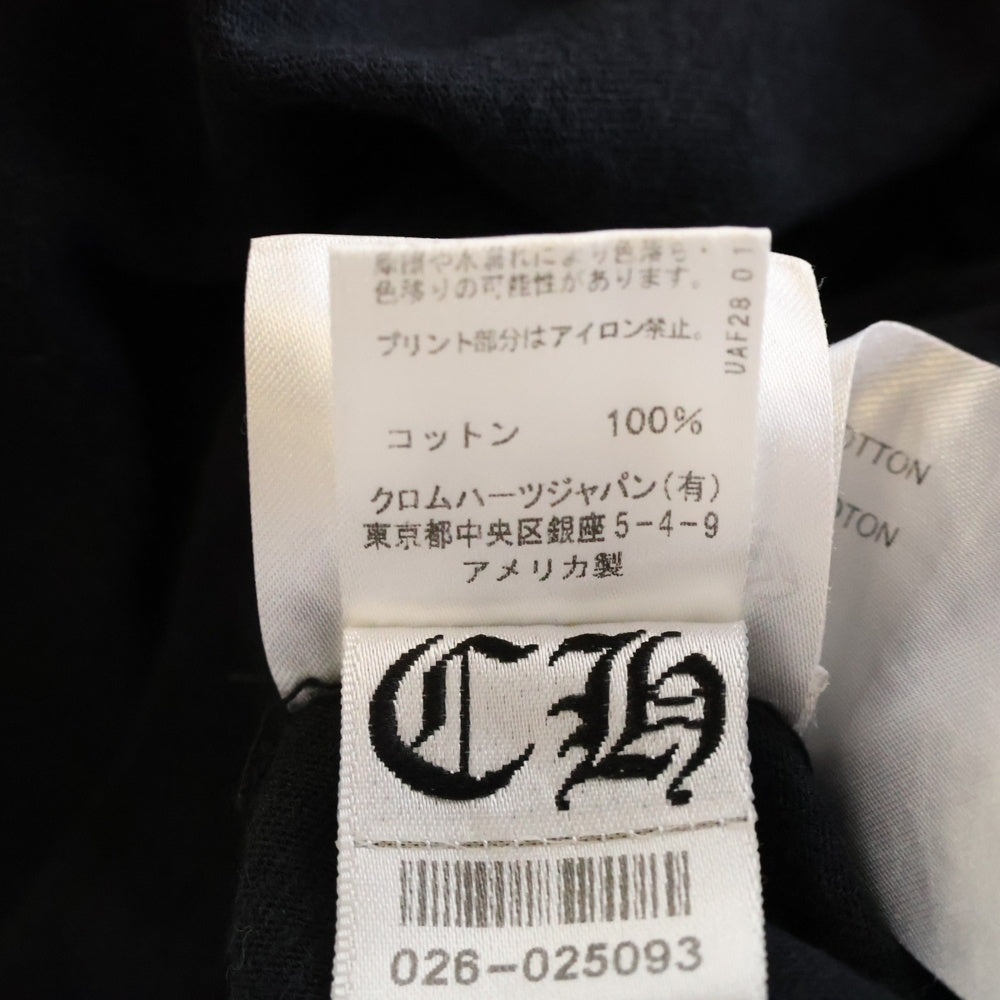 摩擦や水濡れにより色落ち・
色移りの可能性があります。
プリント部分はアイロン禁止。
UAF28 01
コットン 100%
クロムハーツジャパン(有)
東京都中央区銀座5-4-9
アメリカ製
OTTON
OTTON
CH
026-025093